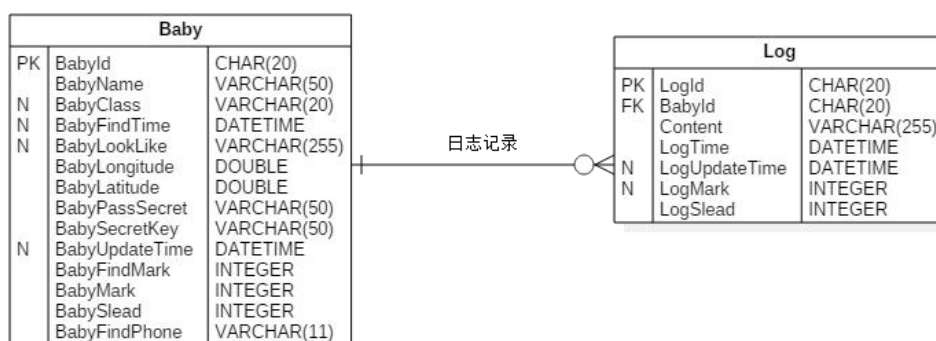 Baby
PK BabyId CHAR(20)
BabyName VARCHAR(50)
N BabyClass VARCHAR(20)
N BabyFindTime DATETIME
N BabyLookLike VARCHAR(255)
BabyLongitude DOUBLE
BabyLatitude DOUBLE
BabyPassSecret VARCHAR(50)
BabySecretKey VARCHAR(50)
N BabyUpdateTime DATETIME
BabyFindMark INTEGER
BabyMark INTEGER
BabySlead INTEGER
BabyFindPhone VARCHAR(11)
日志记录
Log
PK LogId CHAR(20)
FK BabyId CHAR(20)
Content VARCHAR(255)
LogTime DATETIME
N LogUpdateTime DATETIME
N LogMark INTEGER
LogSlead INTEGER